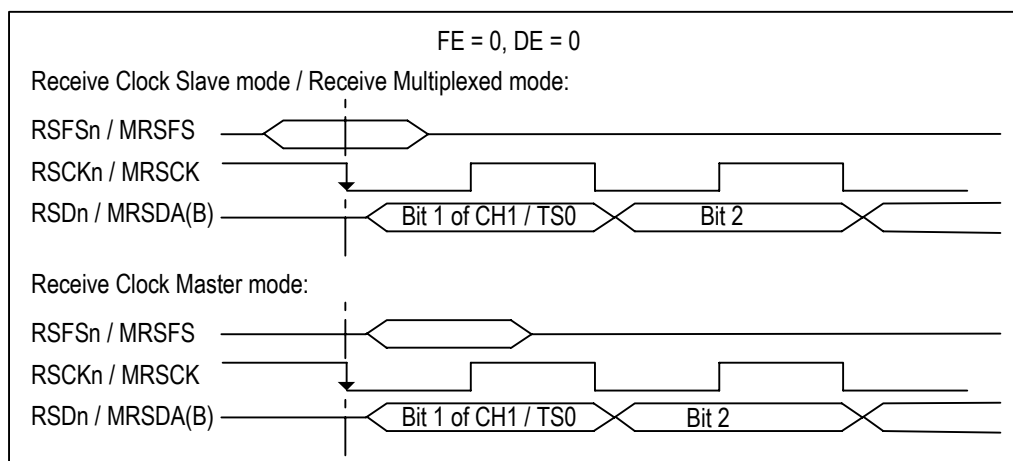 FE = 0, DE = 0
Receive Clock Slave mode / Receive Multiplexed mode:
RSFSn / MRSFS
RSCKn / MRSCK
RSDn / MRSDA(B) Bit 1 of CH1 / TS0 Bit 2
Receive Clock Master mode:
RSFSn / MRSFS
RSCKn / MRSCK
RSDn / MRSDA(B) Bit 1 of CH1 / TS0 Bit 2